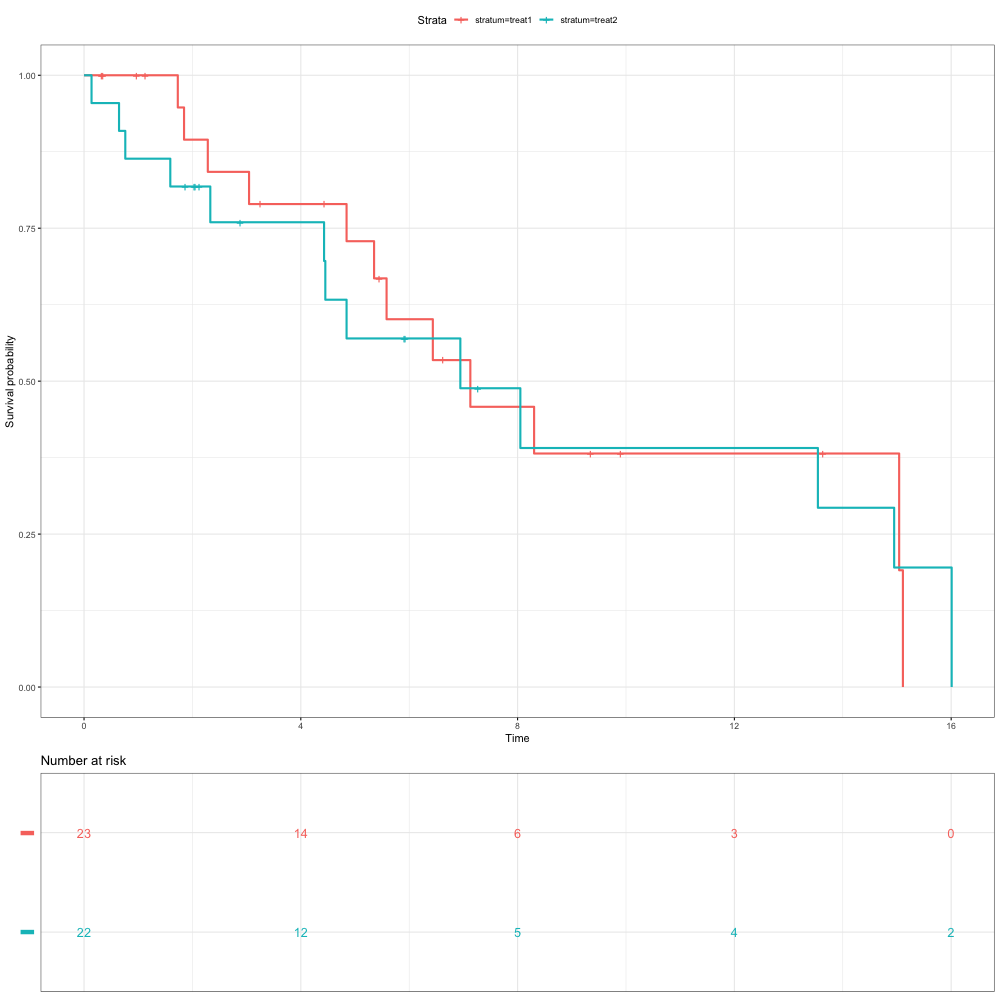 Strata stratum=treat1 stratum=treat2
1.00
0.75
0.50
0.25
0.00
Survival probability
0 4 8 12 16
Time
Number at risk
23 14 6 3 0
22 12 5 4 2